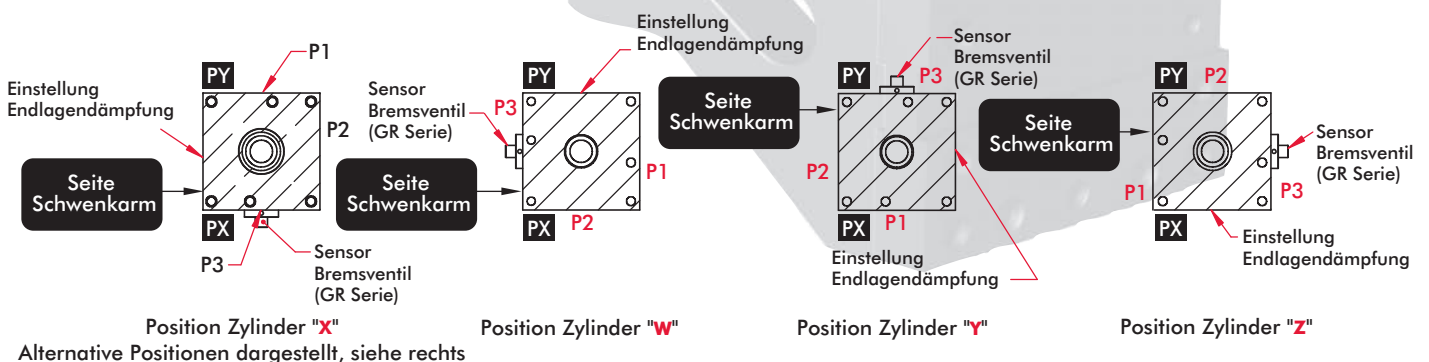 P1
PY
Einstellung
Endlagendämpfung
P2
Seite
Schwenkarm
PX
P3
Sensor
Bremsventil
(GR Serie)
Position Zylinder "X"
Alternative Positionen dargestellt, siehe rechts
Einstellung
Endlagendämpfung
PY
Sensor
Bremsventil
(GR Serie)
P3
Seite
Schwenkarm
P1
PX
P2
Position Zylinder "W"
Sensor
Bremsventil
(GR Serie)
PY
P3
Seite
Schwenkarm
P2
PX
P1
Einstellung
Endlagendämpfung
Position Zylinder "Y"
PY
P2
Seite
Schwenkarm
Sensor
Bremsventil
(GR Serie)
P1
P3
PX
Einstellung
Endlagendämpfung
Position Zylinder "Z"